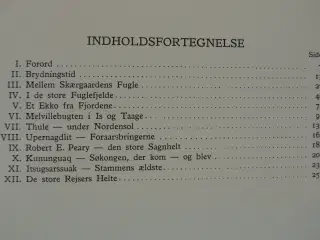 INDHOLDSFORTEGNELSE
Side
I. Forord
II. Brydningstid
III. Mellem Skærgaardens Fugle
IV. I de store Fuglefjelde
V. Et Ekko fra Fjordene
VI. Melvillebugten i Is og Taage
VII. Thule — under Nordensol
VIII. Upernagdlit — Foraarsbringerne
IX. Robert E. Peary — den store Sagnhelt
X. Kununguaq — Søkongen, der kom — og blev
XI. Itsugsarssuak — Stammens ældste
XII. De store Rejsers Helte